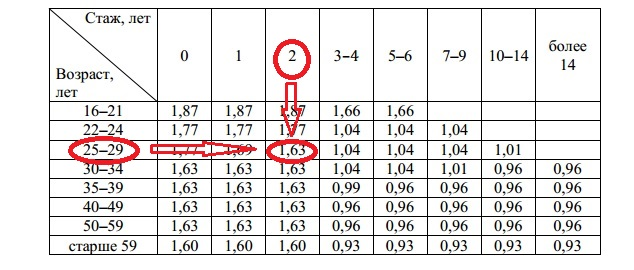 Стаж, лет
Возраст,
лет
0 1 2 3–4 5–6 7–9 10–14 более
14
16–21 1,87 1,87 1,87 1,66 1,66
22–24 1,77 1,77 1,77 1,04 1,04 1,04
25–29 1,77 1,69 1,63 1,04 1,04 1,04 1,01
30–34 1,63 1,63 1,63 1,04 1,04 1,01 0,96 0,96
35–39 1,63 1,63 1,63 0,99 0,96 0,96 0,96 0,96
40–49 1,63 1,63 1,63 0,96 0,96 0,96 0,96 0,96
50–59 1,63 1,63 1,63 0,96 0,96 0,96 0,96 0,96
старше 59 1,60 1,60 1,60 0,93 0,93 0,93 0,93 0,93